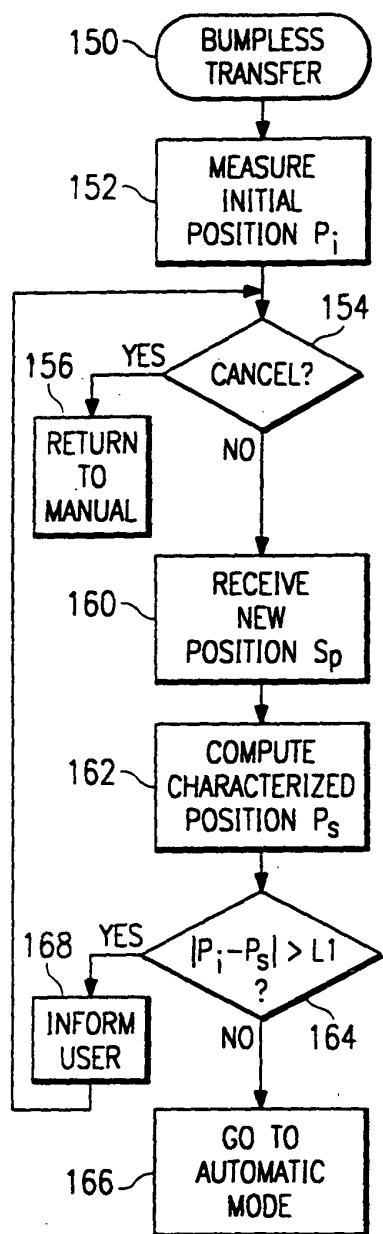 150
BUMPLESS
TRANSFER
152
MEASURE
INITIAL
POSITION Pi
154
YES
CANCEL?
156
RETURN
TO
MANUAL
NO
160
RECEIVE
NEW
POSITION Sp
162
COMPUTE
CHARACTERIZED
POSITION Ps
YES
|Pi-Ps| > L1
?
164
168
INFORM
USER
NO
166
GO TO
AUTOMATIC
MODE